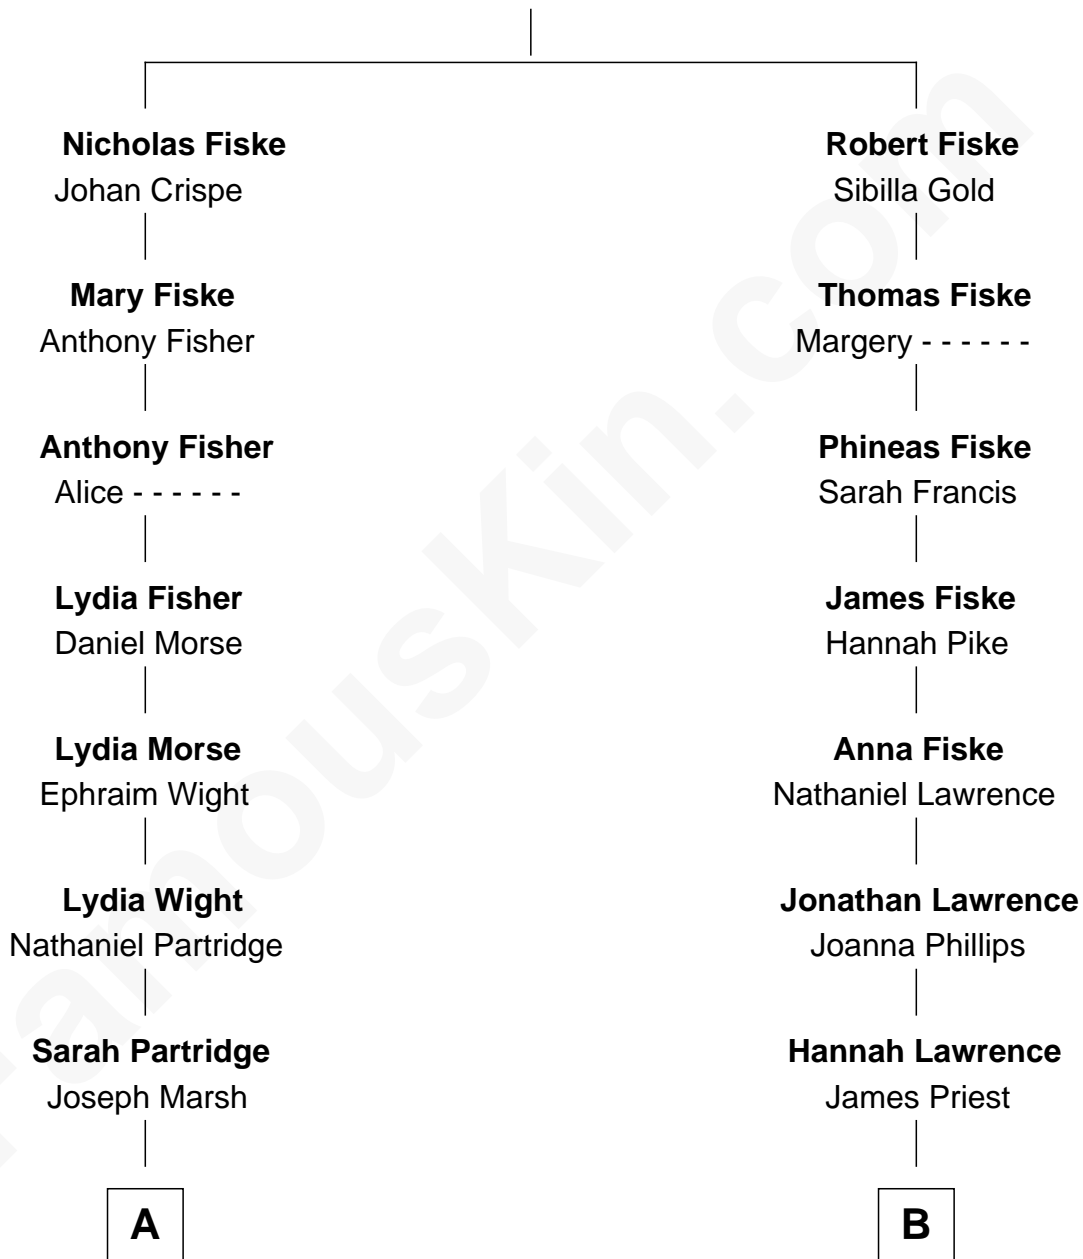 Nicholas Fiske
Johan Crispe
Mary Fiske
Anthony Fisher
Anthony Fisher
Alice - - - - - -
Lydia Fisher
Daniel Morse
Lydia Morse
Ephraim Wight
Lydia Wight
Nathaniel Partridge
Sarah Partridge
Joseph Marsh
A
Robert Fiske
Sibilla Gold
Thomas Fiske
Margery - - - - - -
Phineas Fiske
Sarah Francis
James Fiske
Hannah Pike
Anna Fiske
Nathaniel Lawrence
Jonathan Lawrence
Joanna Phillips
Hannah Lawrence
James Priest
B
FamousKin.com